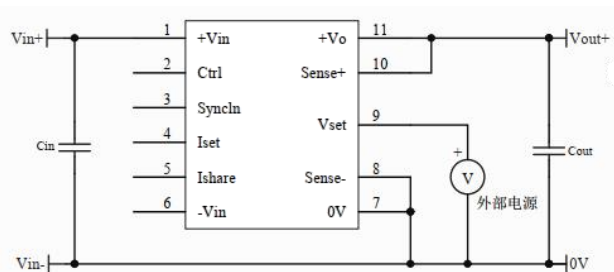 Vin+ 1 +Vin +Vo 11 Vout+
2 Ctrl Sense+ 10
3 SyncIn
Vset 9
4 Iset
Cin + V Cout
5 Ishare Sense- 8
外部电源
6 -Vin 0V 7
Vin- 0V